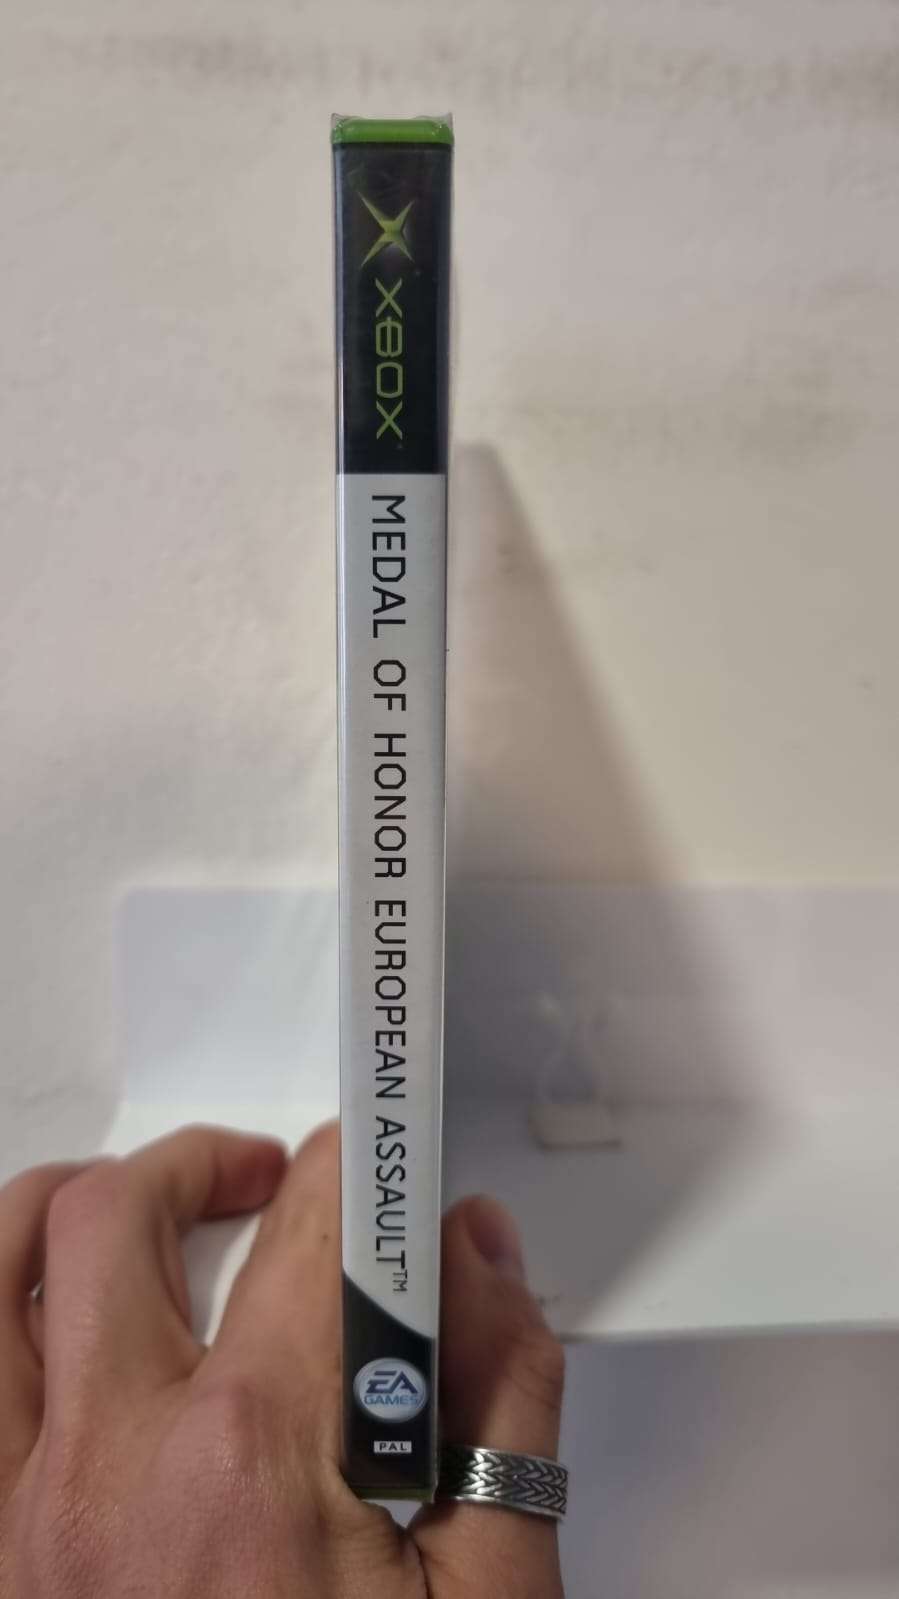 XBOX
MEDAL OF HONOR EUROPEAN ASSAULT™
EA
GAMES
PAL